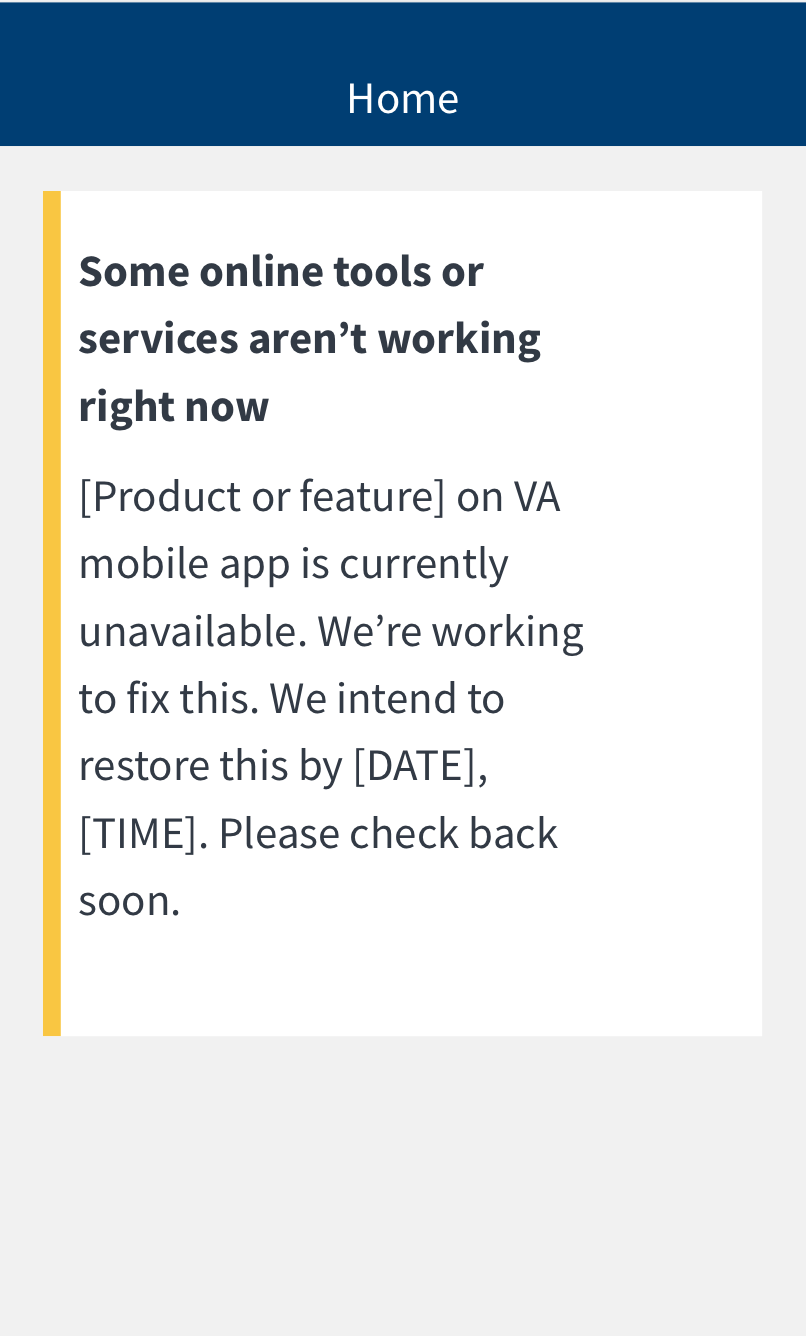 Home
Some online tools or
services aren’t working
right now
[Product or feature] on VA
mobile app is currently
unavailable. We’re working
to fix this. We intend to
restore this by [DATE],
[TIME]. Please check back
soon.